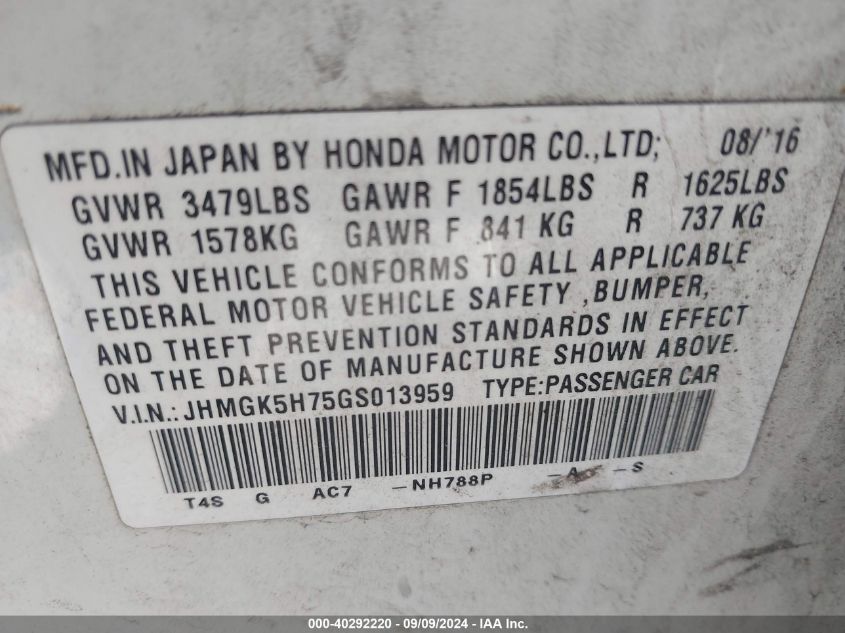 MFD.IN JAPAN BY HONDA MOTOR CO.,LTD; 08/'16
GVWR 3479LBS GAWR F 1854LBS R 1625LBS
GVWR 1578KG GAWR F 841 KG R 737 KG
THIS VEHICLE CONFORMS TO ALL APPLICABLE
FEDERAL MOTOR VEHICLE SAFETY ,BUMPER,
AND THEFT PREVENTION STANDARDS IN EFFECT
ON THE DATE OF MANUFACTURE SHOWN ABOVE.
V.I.N.: JHMGK5H75GS013959 TYPE:PASSENGER CAR
T4S G AC7 -NH788P -A -S
000-40292220 - 09/09/2024 - IAA Inc.